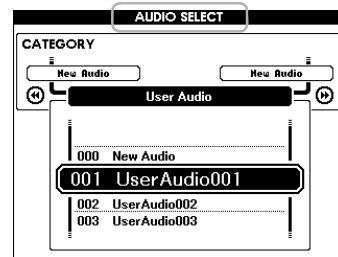 AUDIO SELECT
CATEGORY
New Audio New Audio
User Audio
000 New Audio
001 UserAudio001
002 UserAudio002
003 UserAudio003